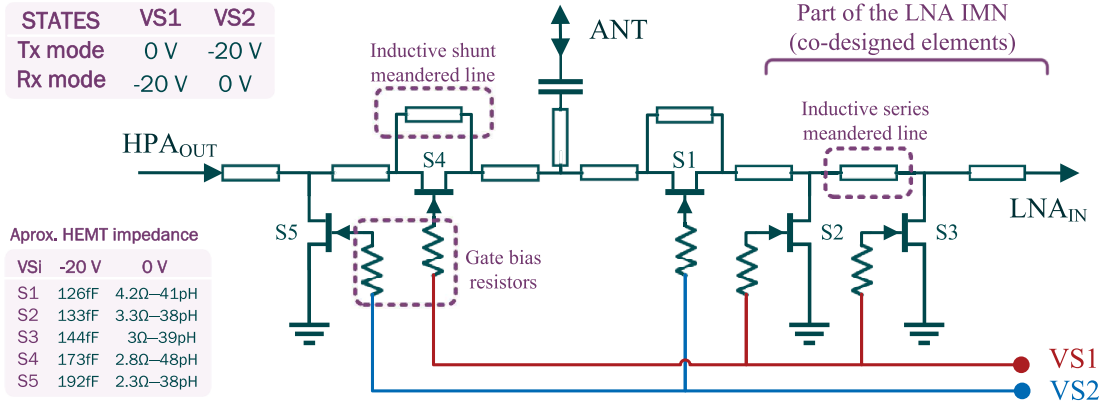 STATES VS1 VS2
Tx mode 0 V -20 V
Rx mode -20 V 0 V
Inductive shunt
meandered line
ANT
Part of the LNA IMN
(co-designed elements)
Inductive series
meandered line
HPAOUT
S4
S1
LNAIN
S5
S2
S3
Gate bias
resistors
Aprox. HEMT impedance
VSi -20 V 0 V
S1 126fF 4.2Ω—41pH
S2 133fF 3.3Ω—38pH
S3 144fF 3Ω—39pH
S4 173fF 2.8Ω—48pH
S5 192fF 2.3Ω—38pH
VS1
VS2